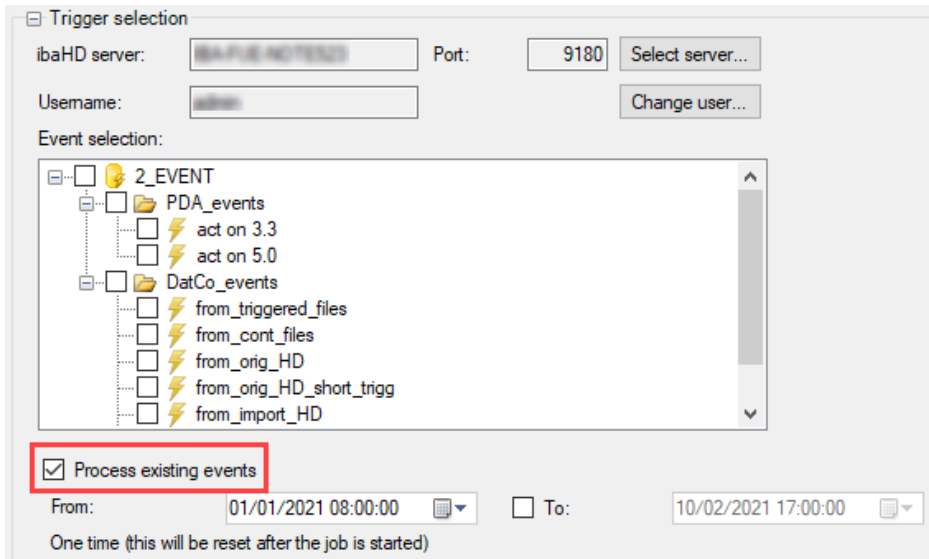 Trigger selection
ibaHD server: Port: 9180 Select server...
Username: Change user...
Event selection:
2_EVENT
PDA_events
act on 3.3
act on 5.0
DatCo_events
from_triggered_files
from_cont_files
from_orig_HD
from_orig_HD_short_trigg
from_import_HD
Process existing events
From: 01/01/2021 08:00:00 To: 10/02/2021 17:00:00
One time (this will be reset after the job is started)